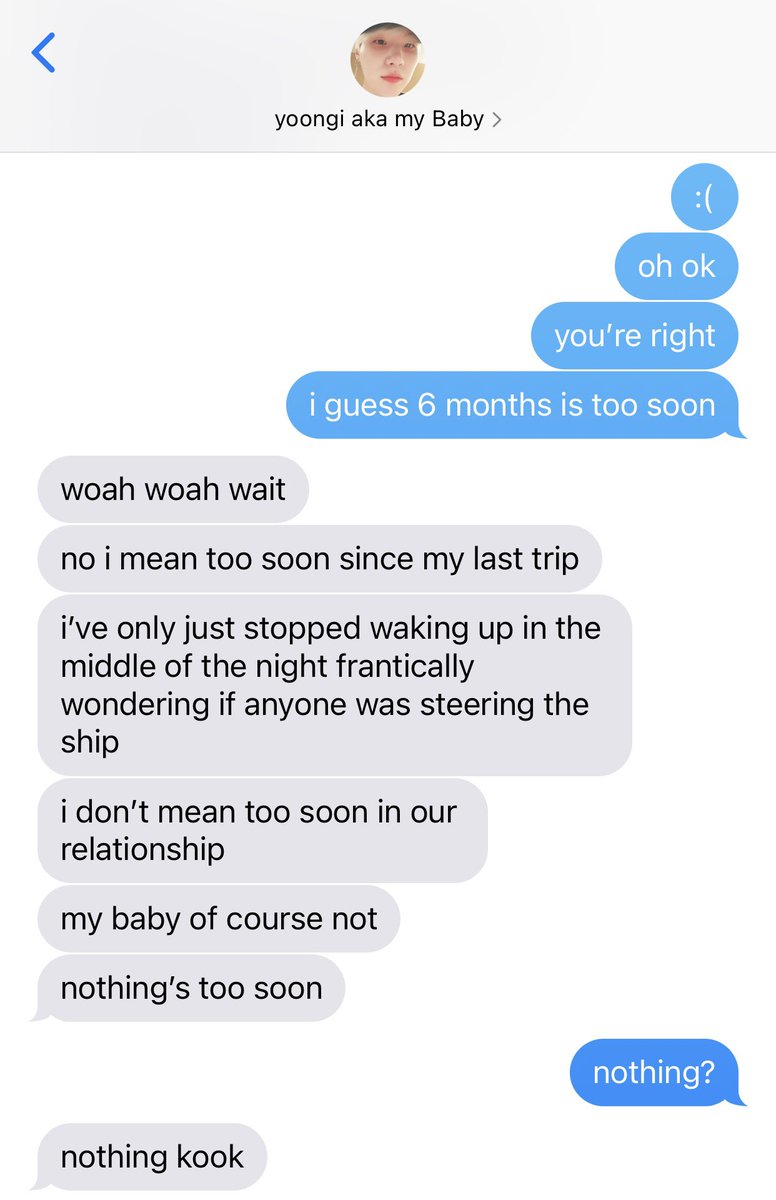 yoongi aka my Baby
:(
oh ok
you’re right
i guess 6 months is too soon
woah woah wait
no i mean too soon since my last trip
i’ve only just stopped waking up in the
middle of the night frantically
wondering if anyone was steering the
ship
i don’t mean too soon in our
relationship
my baby of course not
nothing’s too soon
nothing?
nothing kook